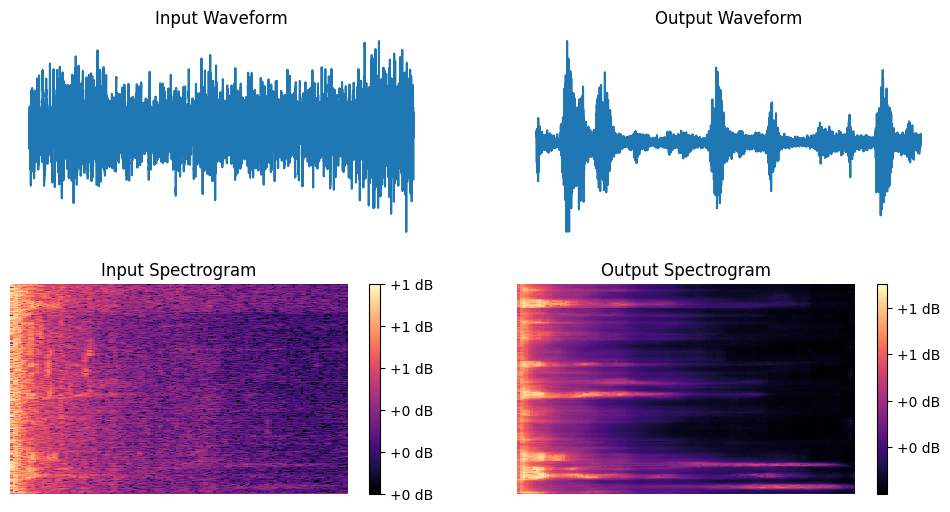 Input Waveform
Output Waveform
Input Spectrogram
+1 dB
+1 dB
+1 dB
+0 dB
+0 dB
+0 dB
Output Spectrogram
+1 dB
+1 dB
+0 dB
+0 dB